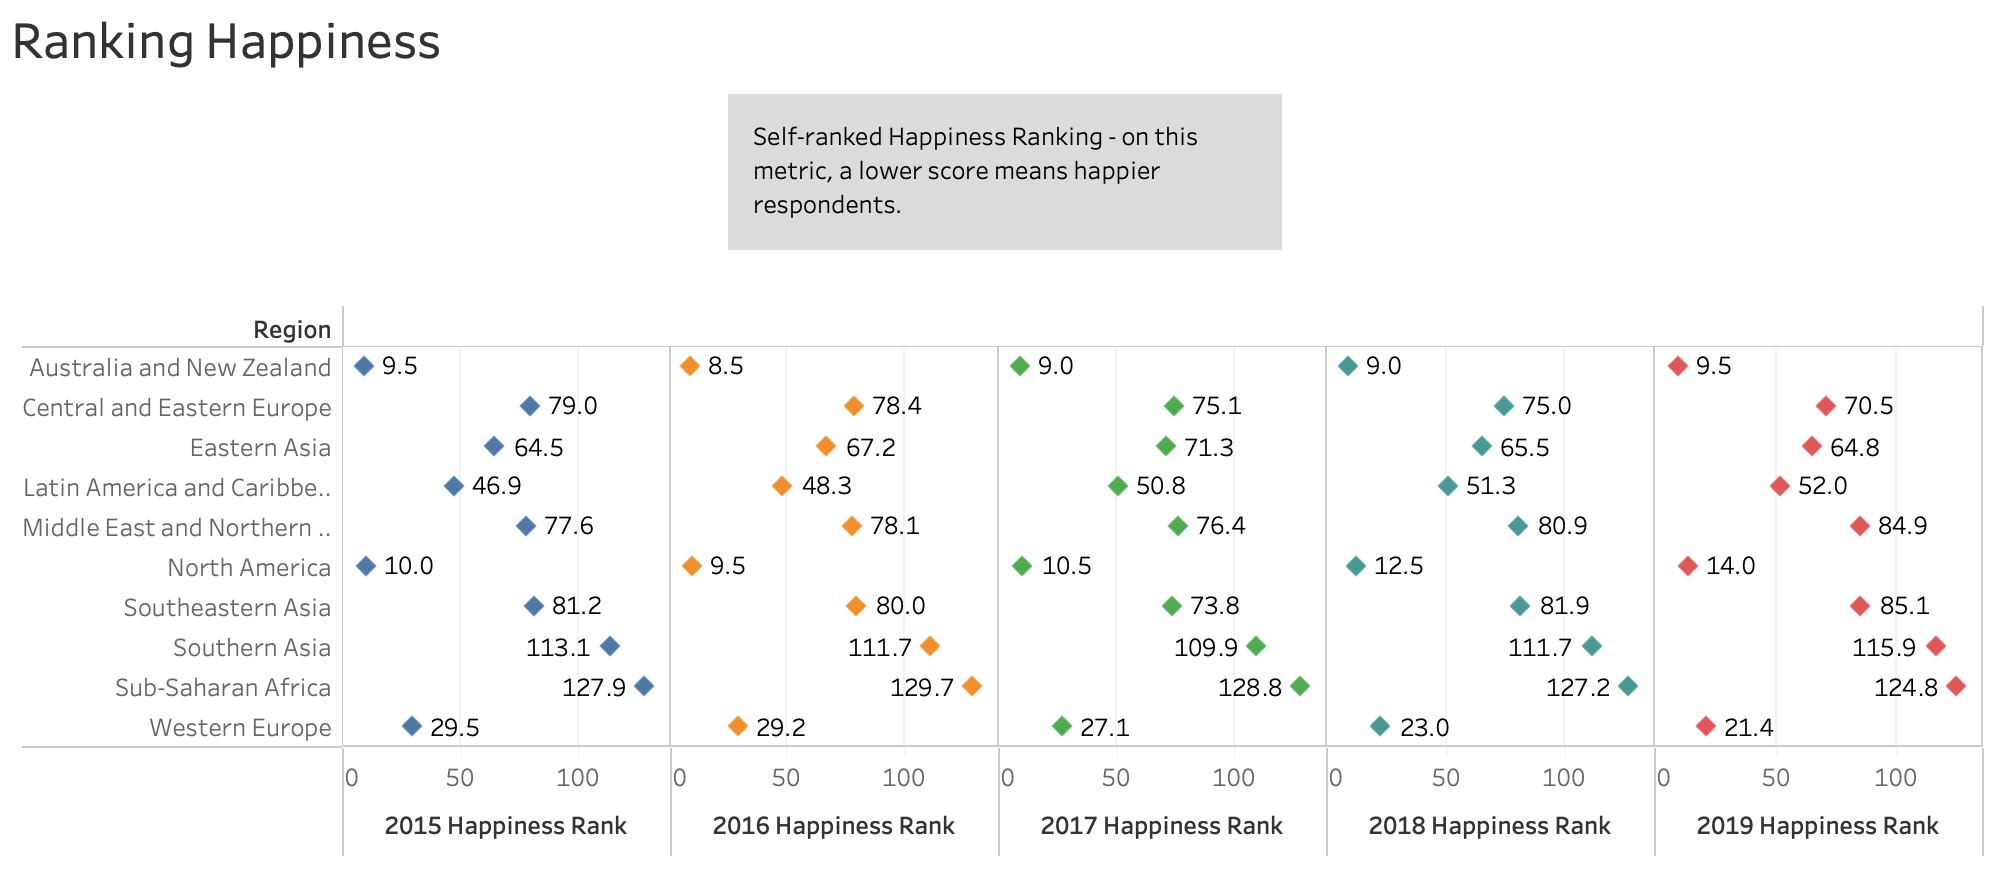 Ranking Happiness
Self-ranked Happiness Ranking - on this
metric, a lower score means happier
respondents.
Region
Australia and New Zealand 9.5 8.5 9.0 9.0 9.5
Central and Eastern Europe 79.0 78.4 75.1 75.0 70.5
Eastern Asia 64.5 67.2 71.3 65.5 64.8
Latin America and Caribbe.. 46.9 48.3 50.8 51.3 52.0
Middle East and Northern .. 77.6 78.1 76.4 80.9 84.9
North America 10.0 9.5 10.5 12.5 14.0
Southeastern Asia 81.2 80.0 73.8 81.9 85.1
Southern Asia 113.1 111.7 109.9 111.7 115.9
Sub-Saharan Africa 127.9 129.7 128.8 127.2 124.8
Western Europe 29.5 29.2 27.1 23.0 21.4
0 50 100 0 50 100 0 50 100 0 50 100 0 50 100
2015 Happiness Rank 2016 Happiness Rank 2017 Happiness Rank 2018 Happiness Rank 2019 Happiness Rank